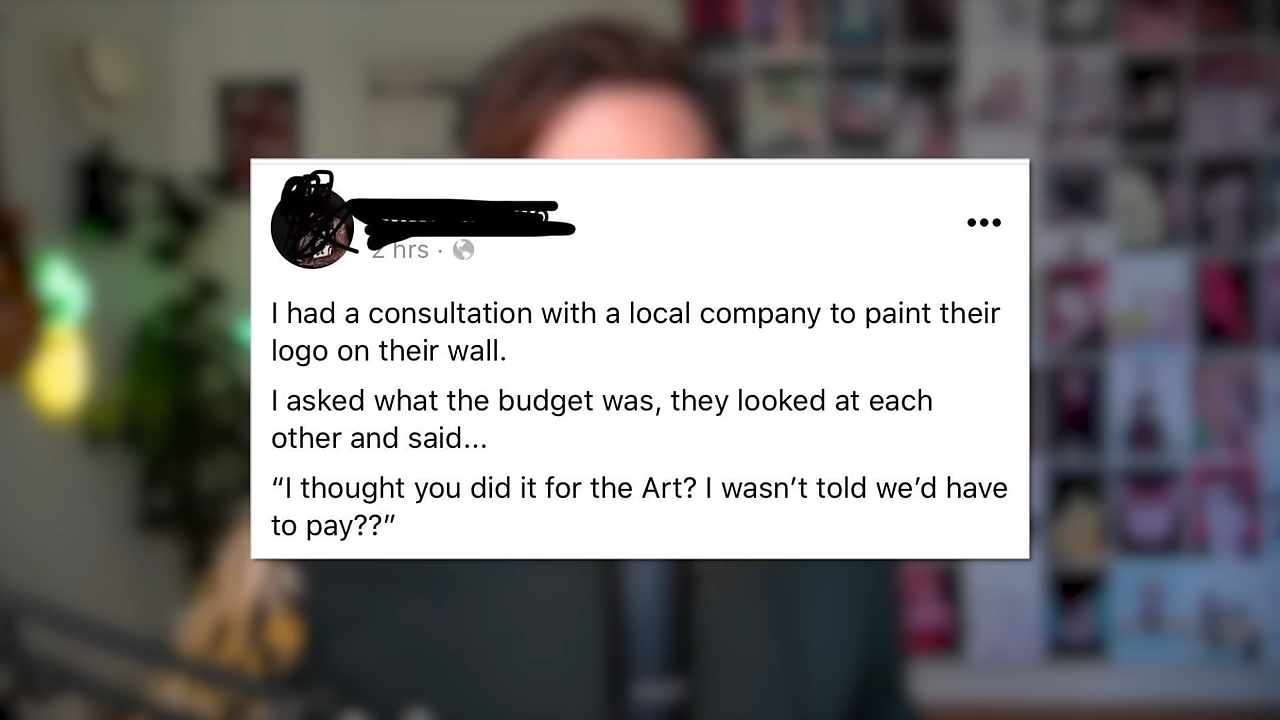 2 hrs ·
I had a consultation with a local company to paint their
logo on their wall.
I asked what the budget was, they looked at each
other and said...
“I thought you did it for the Art? I wasn’t told we’d have
to pay??”